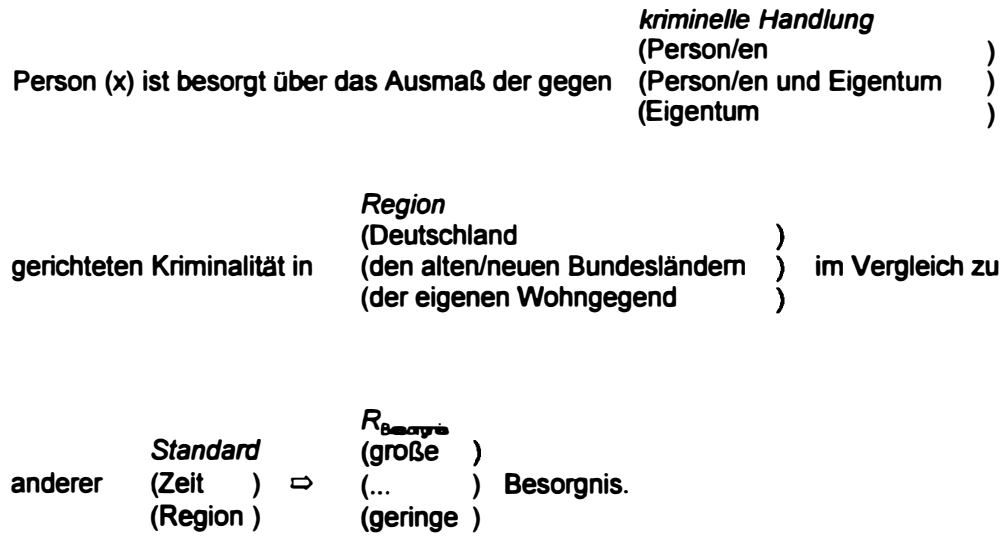 kriminelle Handlung
(Person/en )
Person (x) ist besorgt über das Ausmaß der gegen (Person/en und Eigentum )
(Eigentum )
Region
(Deutschland )
gerichteten Kriminalität in (den alten/neuen Bundesländern ) im Vergleich zu
(der eigenen Wohngegend )
R Besorgnis
Standard (große )
anderer (Zeit ) ⇨ (... ) Besorgnis.
(Region ) (geringe )